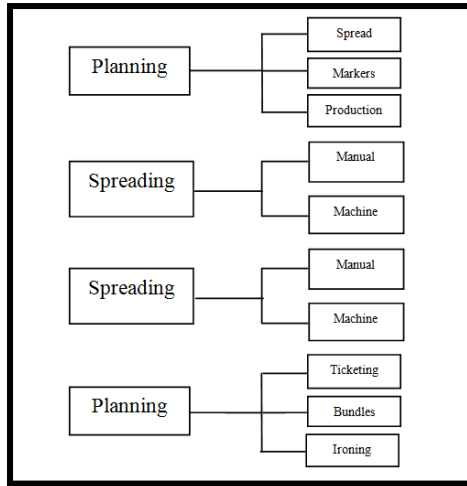 Planning
Spread
Markers
Production
Spreading
Manual
Machine
Spreading
Manual
Machine
Planning
Ticketing
Bundles
Ironing